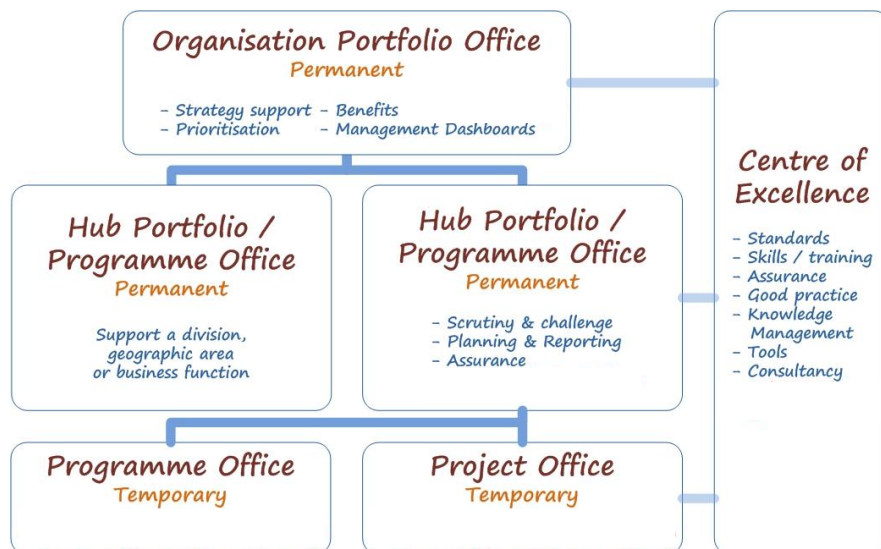 Organisation Portfolio Office
Permanent
- Strategy support - Benefits
- Prioritisation - Management Dashboards
Hub Portfolio /
Programme Office
Permanent
Support a division,
geographic area
or business function
Hub Portfolio /
Programme Office
Permanent
- Scrutiny & challenge
- Planning & Reporting
- Assurance
Programme Office
Temporary
Project Office
Temporary
Centre of
Excellence
- Standards
- Skills / training
- Assurance
- Good practice
- Knowledge
Management
- Tools
- Consultancy